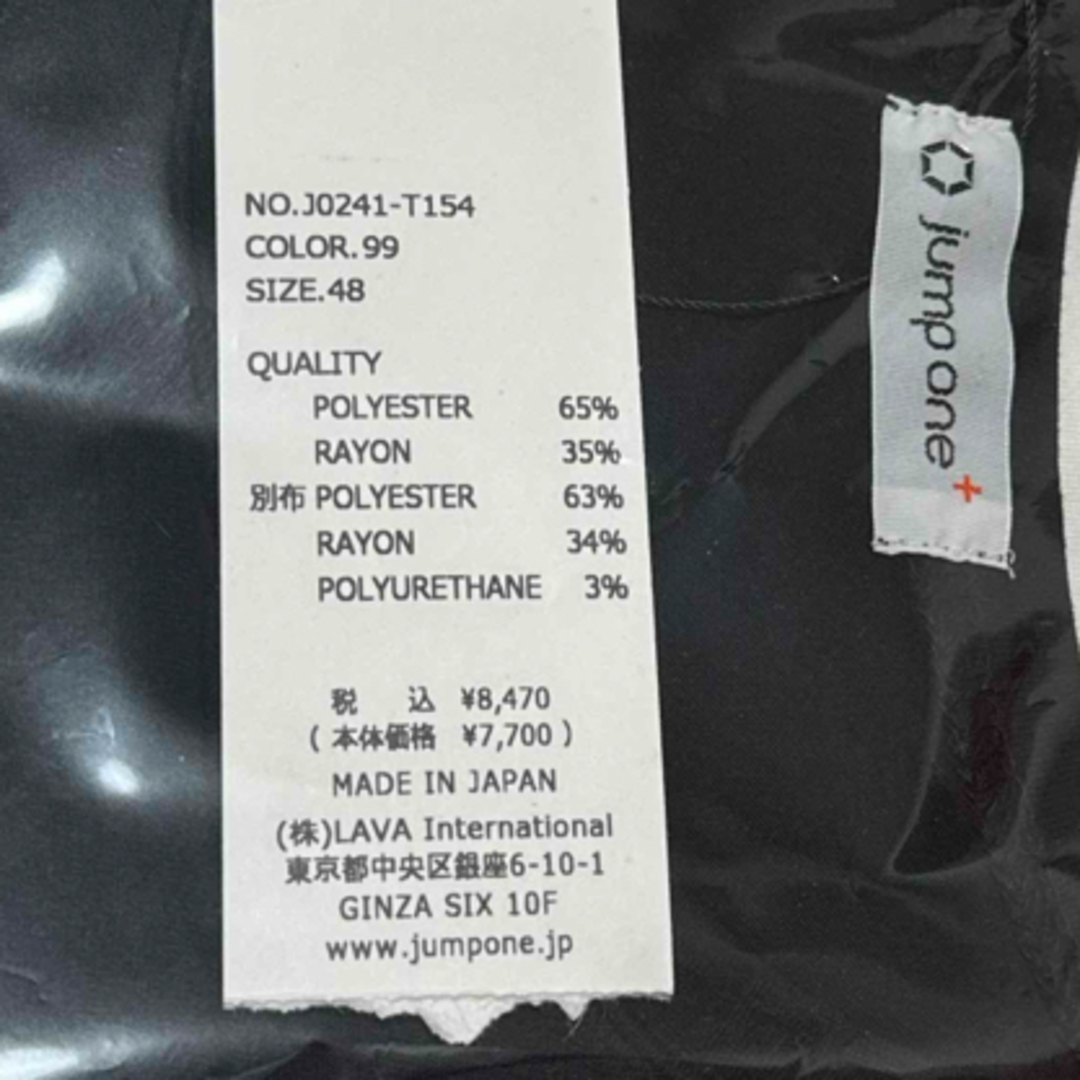 NO.J0241-T154
COLOR.99
SIZE.48
QUALITY
POLYESTER 65%
RAYON 35%
別布 POLYESTER 63%
RAYON 34%
POLYURETHANE 3%
税 込 ¥8,470
( 本体価格 ¥7,700 )
MADE IN JAPAN
(株)LAVA International
東京都中央区銀座6-10-1
GINZA SIX 10F
www.jumpone.jp
jump one+